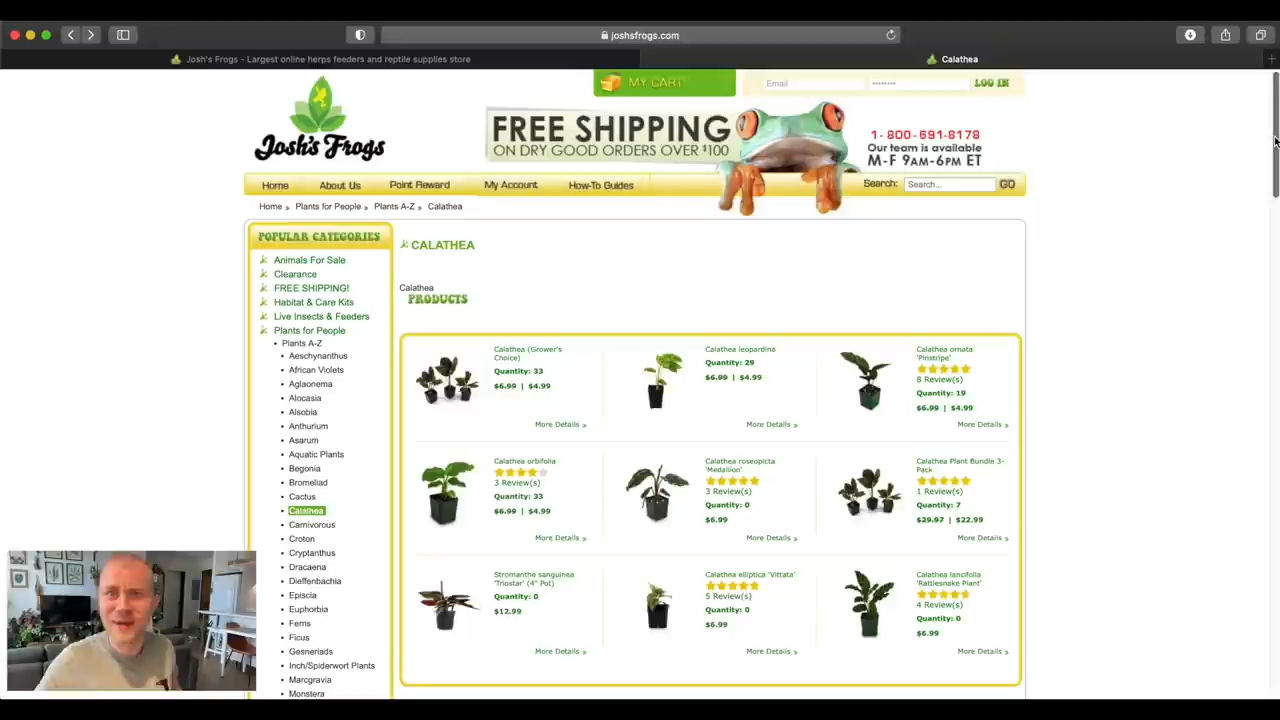 joshsfrogs.com
Josh's Frogs - Largest online herps feeders and reptile supplies store
Calathea
MY CART
Email
LOG IN
Josh's Frogs
FREE SHIPPING
ON DRY GOOD ORDERS OVER $100
1-800-691-8178
Our team is available
M-F 9AM-6PM ET
Home
About Us
Point Reward
My Account
How-To Guides
Search:
Search...
GO
Home » Plants for People » Plants A-Z » Calathea
POPULAR CATEGORIES
Animals For Sale
Clearance
FREE SHIPPING!
Habitat & Care Kits
Live Insects & Feeders
Plants for People
• Plants A-Z
• Aeschynanthus
• African Violets
• Aglaonema
• Alocasia
• Alsobia
• Anthurium
• Asarum
• Aquatic Plants
• Begonia
• Bromeliad
• Cactus
• Calathea
• Carnivorous
• Croton
• Cryptanthus
• Dracaena
• Dieffenbachia
• Episcia
• Euphorbia
• Ferns
• Ficus
• Gesneriads
• Inch/Spiderwort Plants
• Marcgravia
• Monstera
CALATHEA
Calathea
PRODUCTS
Calathea (Grower's
Choice)
Quantity: 33
$6.99 | $4.99
More Details »
Calathea leopardina
Quantity: 29
$6.99 | $4.99
More Details »
Calathea ornata
'Pinstripe'
8 Review(s)
Quantity: 19
$6.99 | $4.99
More Details »
Calathea orbifolia
3 Review(s)
Quantity: 33
$6.99 | $4.99
More Details »
Calathea roseopicta
'Medallion'
3 Review(s)
Quantity: 0
$6.99
More Details »
Calathea Plant Bundle 3-
Pack
1 Review(s)
Quantity: 7
$29.97 | $22.99
More Details »
Stromanthe sanguinea
'Triostar' (4" Pot)
Quantity: 0
$12.99
More Details »
Calathea elliptica 'Vittata'
5 Review(s)
Quantity: 0
$6.99
More Details »
Calathea lancifolia
'Rattlesnake Plant'
4 Review(s)
Quantity: 0
$6.99
More Details »